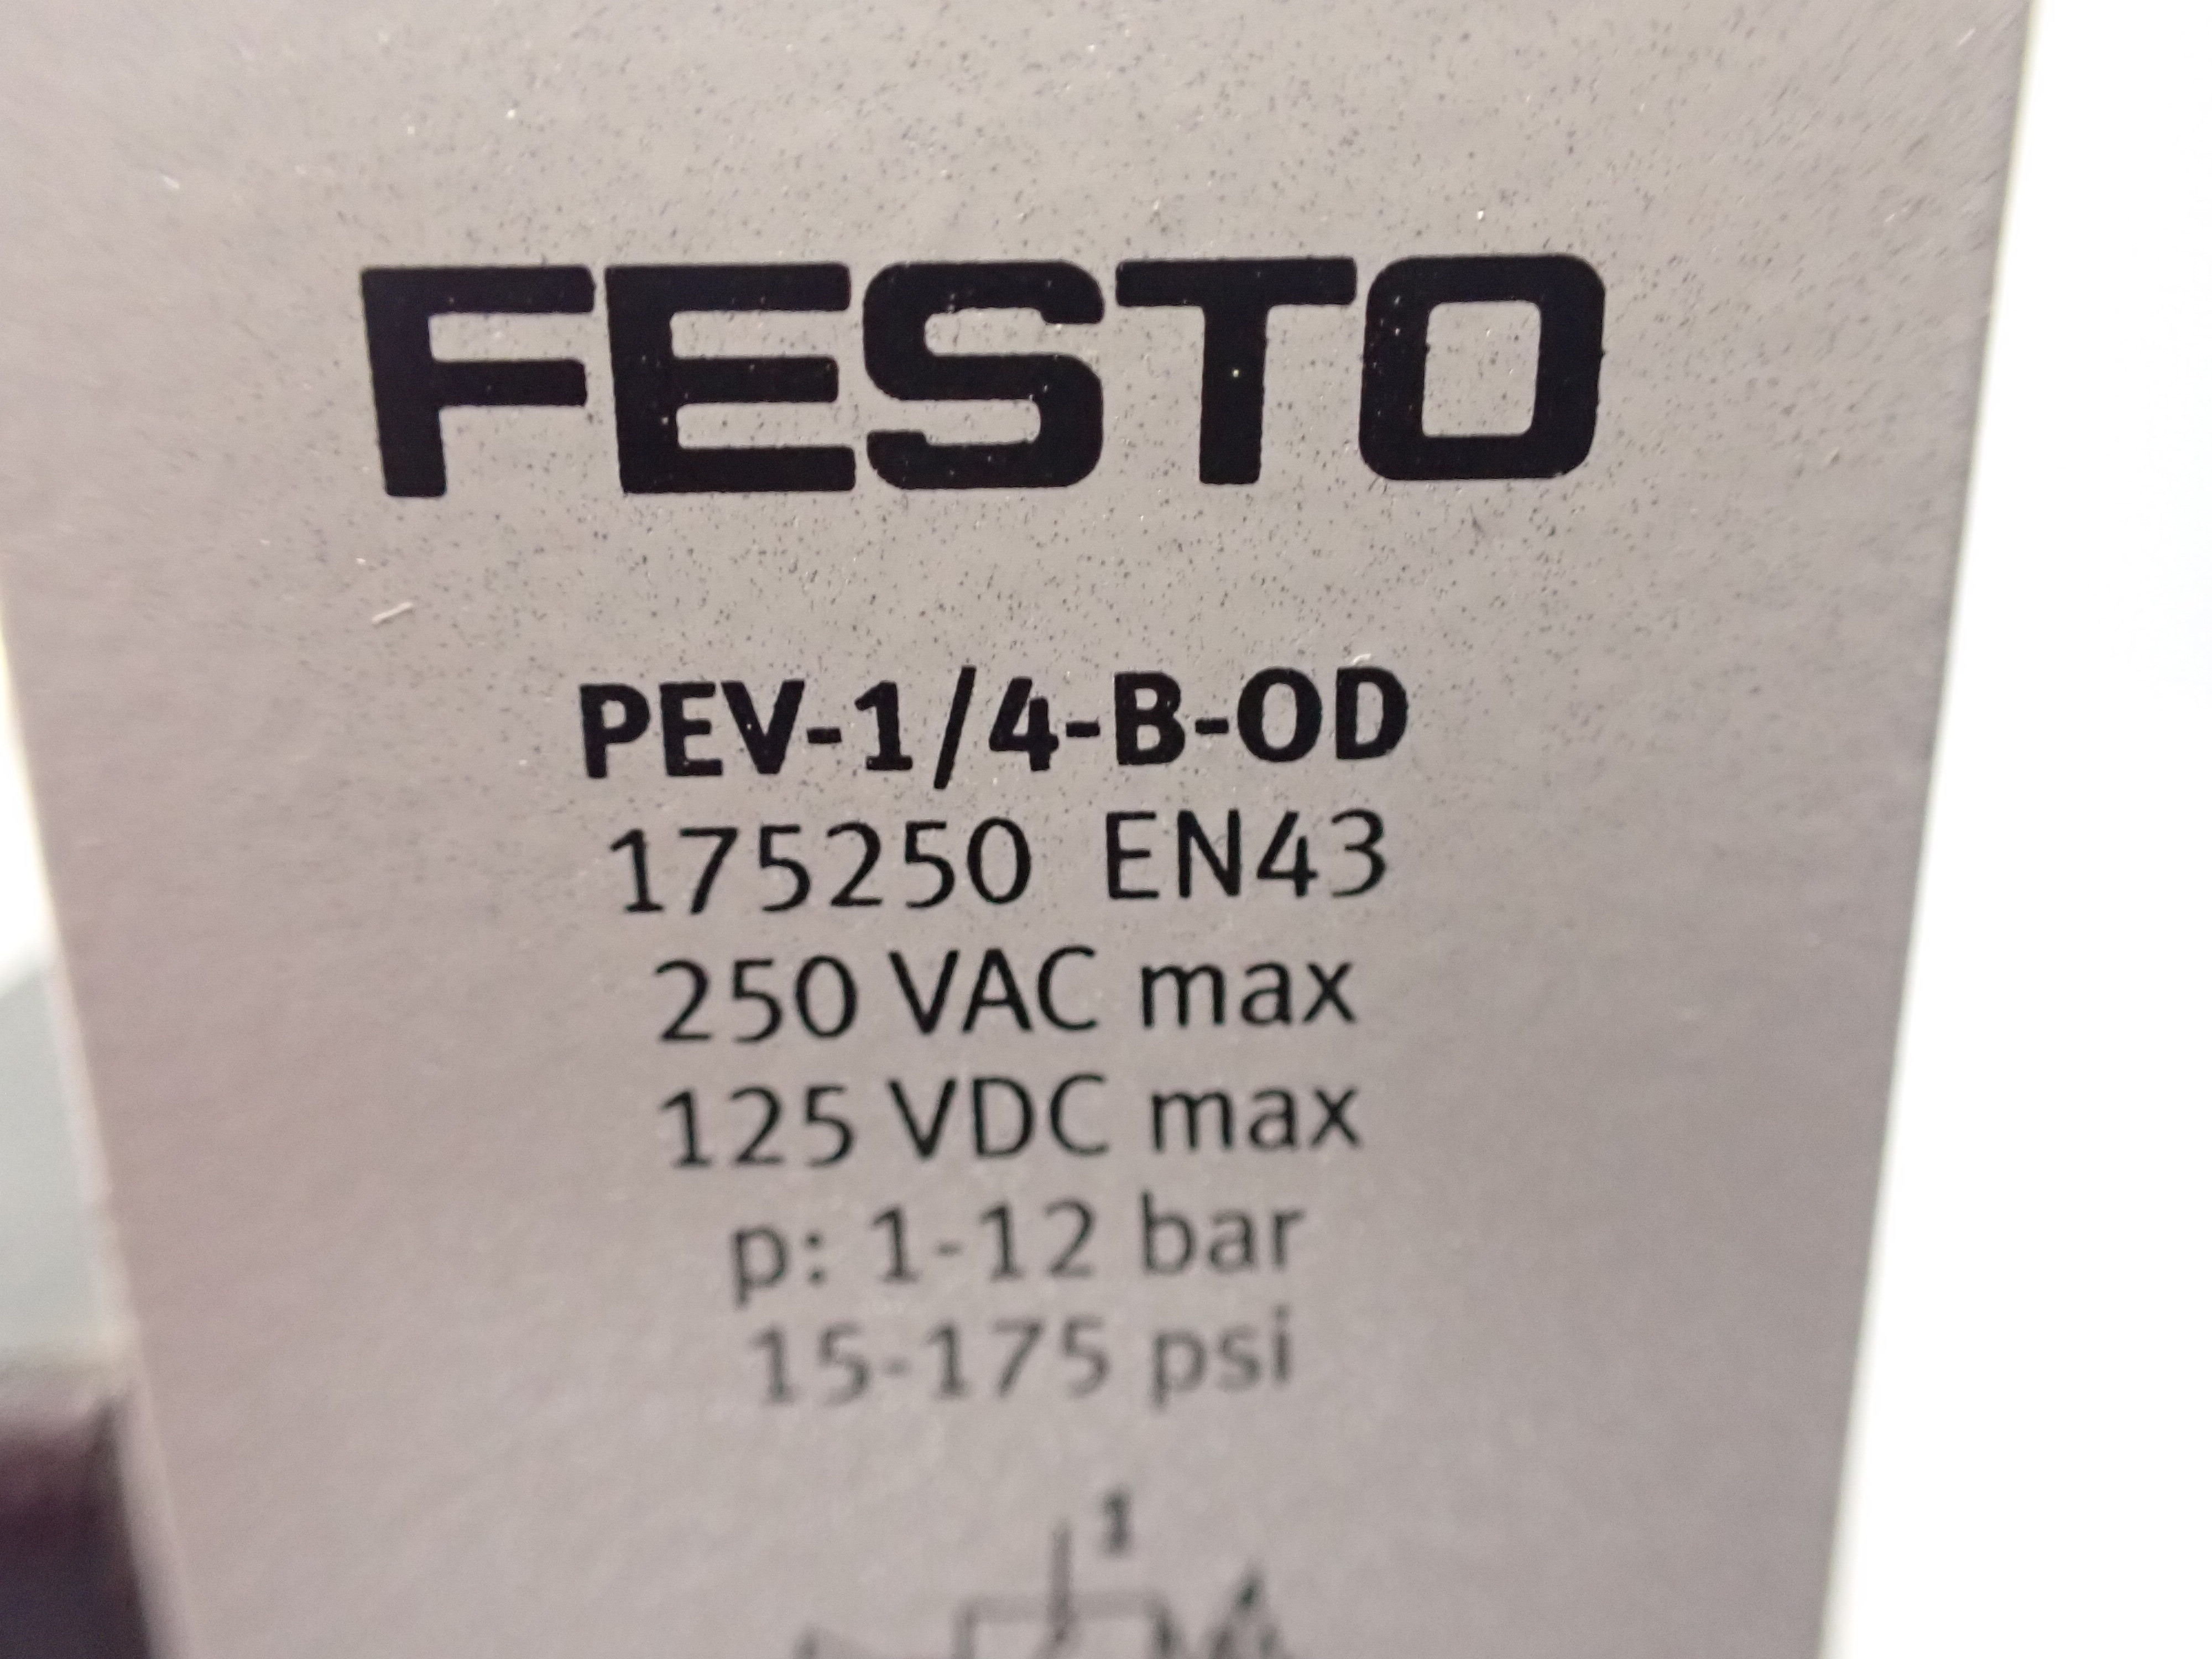 FESTO
PEV-1/4-B-OD
175250 EN43
250 VAC max
125 VDC max
p: 1-12 bar
15-175 psi
1